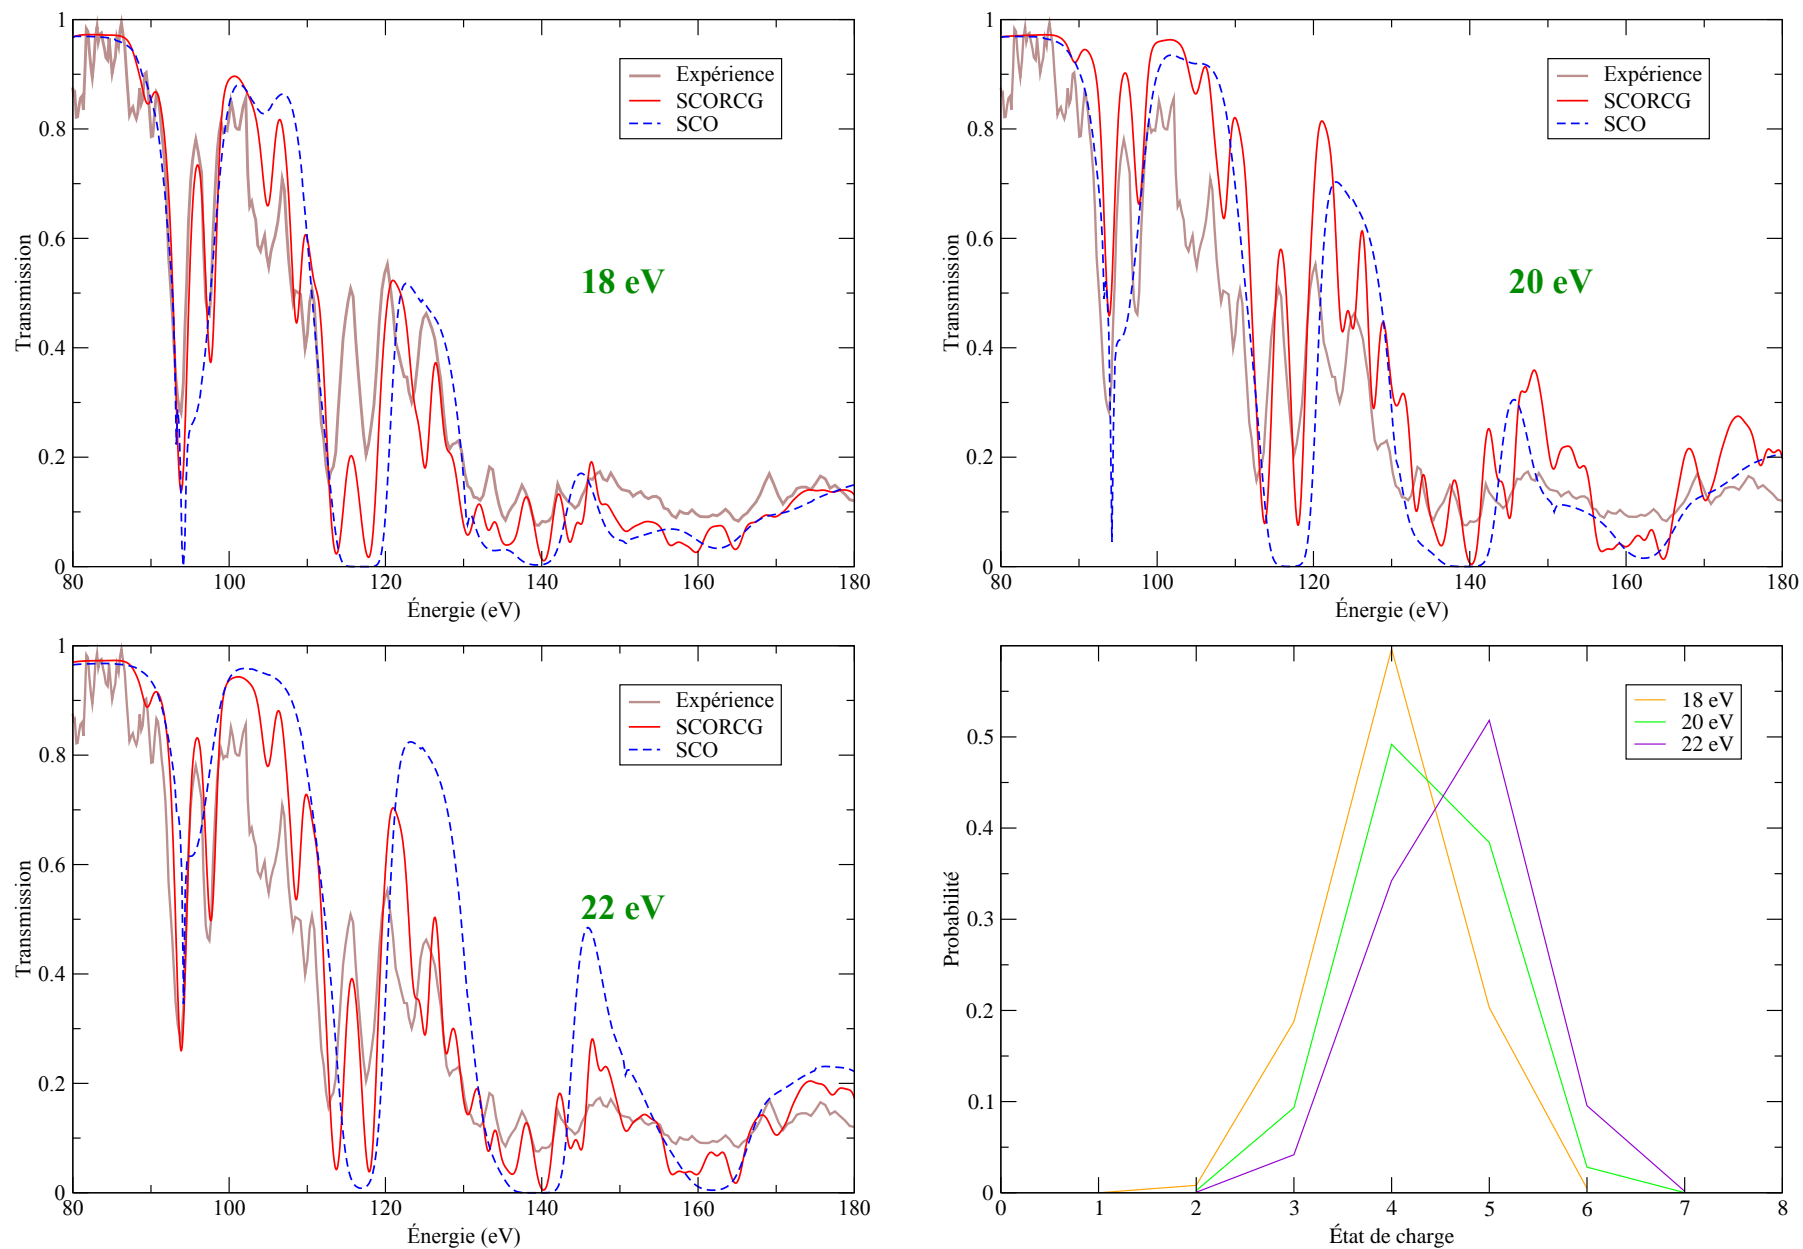 1
0.8
0.6
0.4
0.2
0
Transmission
Expérience
SCORCG
SCO
18 eV
80 100 120 140 160 180
Énergie (eV)
1
0.8
0.6
0.4
0.2
0
Transmission
Expérience
SCORCG
SCO
20 eV
80 100 120 140 160 180
Énergie (eV)
1
0.8
0.6
0.4
0.2
0
Transmission
Expérience
SCORCG
SCO
22 eV
80 100 120 140 160 180
Énergie (eV)
0.5
0.4
0.3
0.2
0.1
0
Probabilité
18 eV
20 eV
22 eV
0 1 2 3 4 5 6 7 8
État de charge